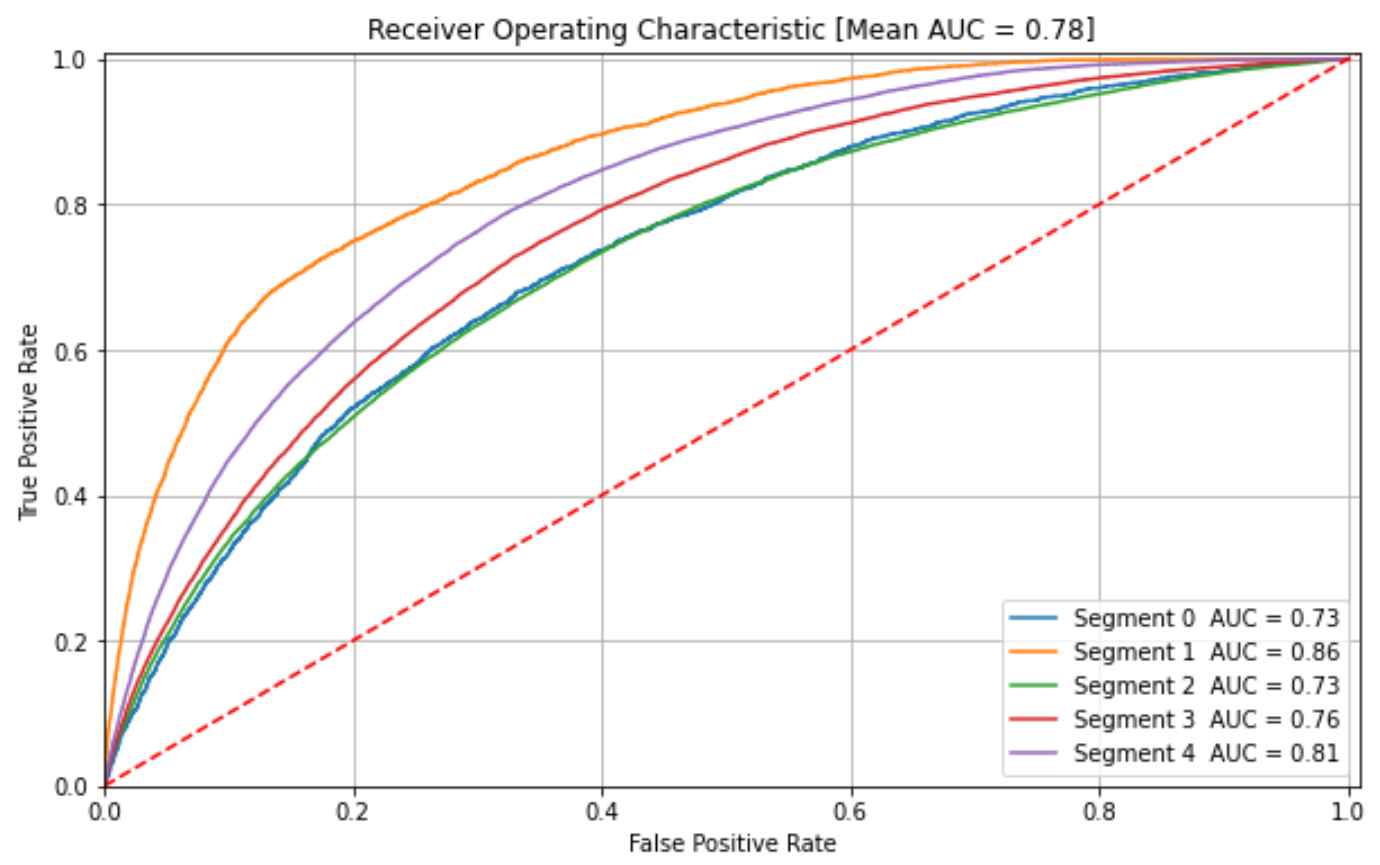 Receiver Operating Characteristic [Mean AUC = 0.78]
1.0
0.8
0.6
0.4
0.2
0.0
True Positive Rate
Segment 0 AUC = 0.73
Segment 1 AUC = 0.86
Segment 2 AUC = 0.73
Segment 3 AUC = 0.76
Segment 4 AUC = 0.81
0.0 0.2 0.4 0.6 0.8 1.0
False Positive Rate